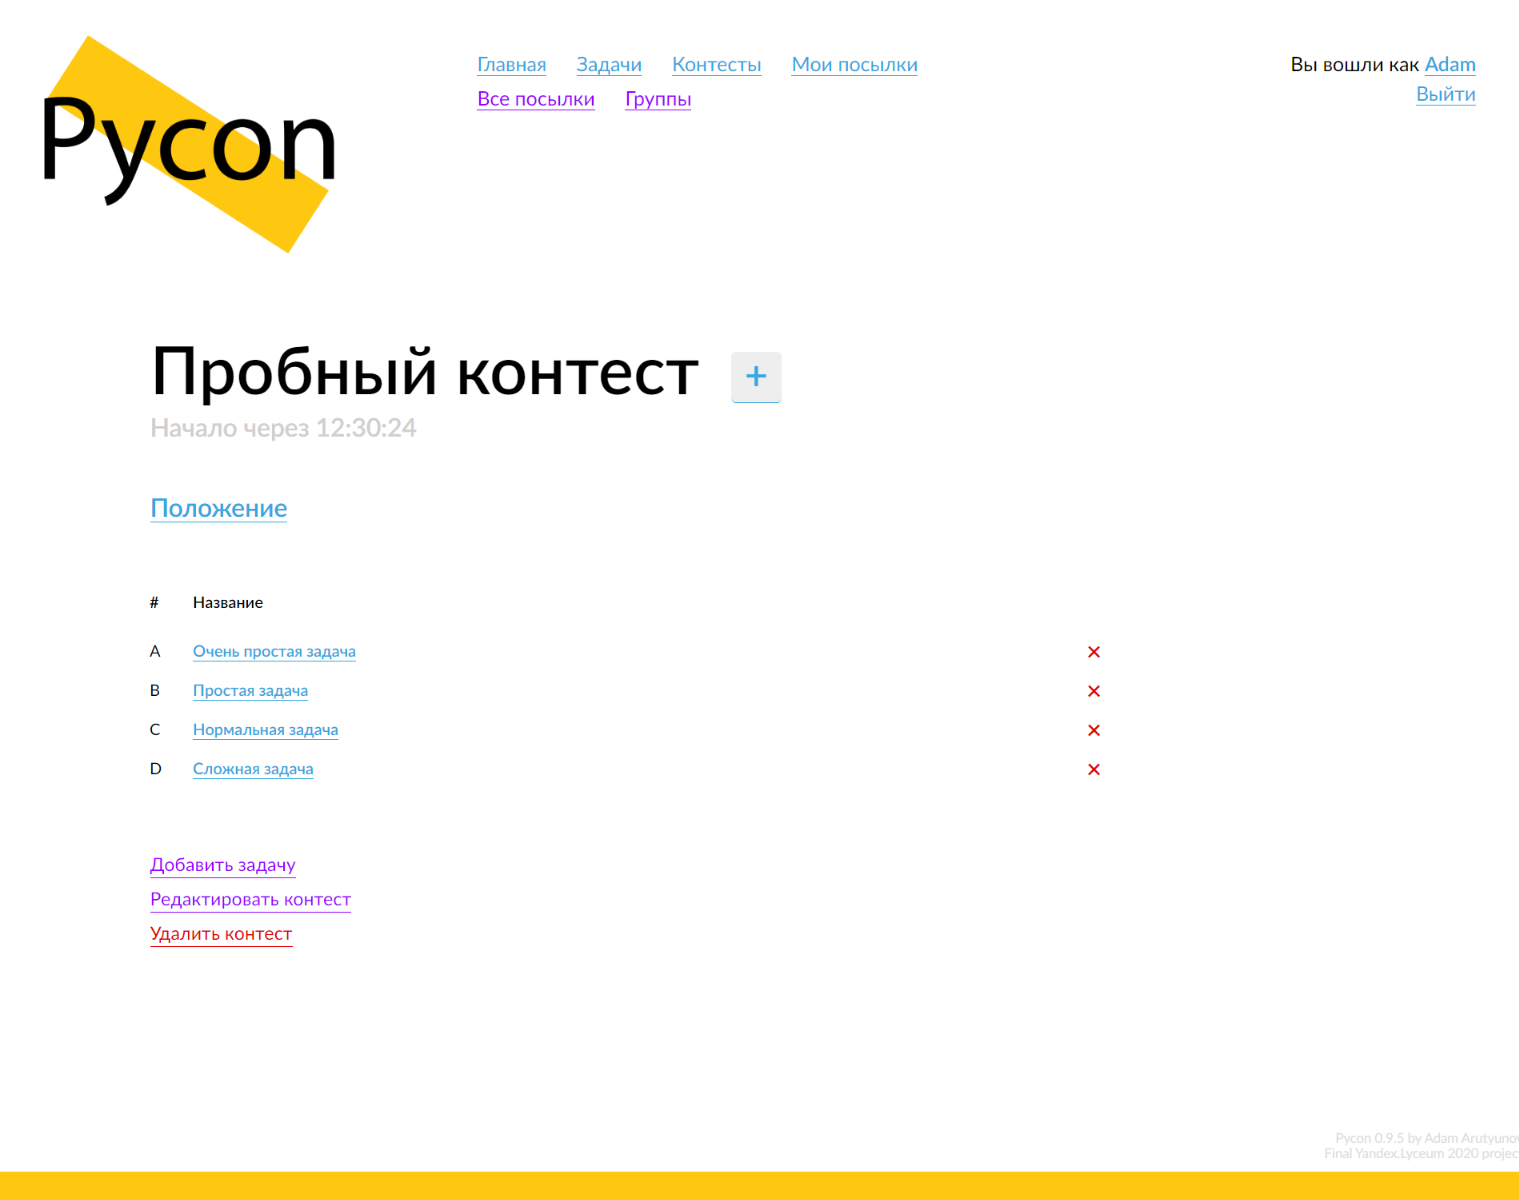 Pycon
Главная Задачи Контесты Мои посылки
Все посылки Группы
Вы вошли как Adam
Выйти
Пробный контест +
Начало через 12:30:24
Положение
# Название
A Очень простая задача ×
B Простая задача ×
C Нормальная задача ×
D Сложная задача ×
Добавить задачу
Редактировать контест
Удалить контест
Pycon 0.9.5 by Adam Arutyunov
Final Yandex.Lyceum 2020 project